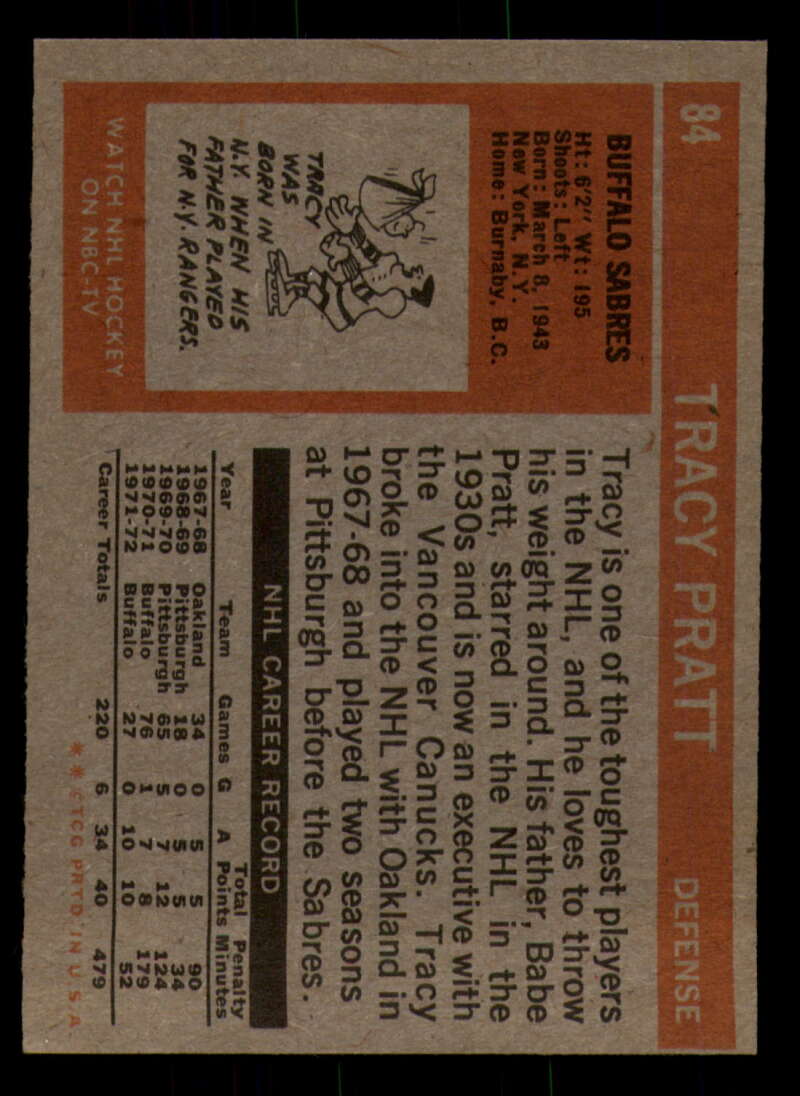 84 TRACY PRATT DEFENSE
BUFFALO SABRES
Ht: 6'2" Wt: 195
Shoots: Left
Born: March 8, 1943
New York, N.Y.
Home: Burnaby, B.C.
TRACY
WAS
BORN IN
N.Y. WHEN HIS
FATHER PLAYED
FOR N.Y. RANGERS.
WATCH NHL HOCKEY
ON NBC-TV
Tracy is one of the toughest players
in the NHL, and he loves to throw
his weight around. His father, Babe
Pratt, starred in the NHL in the
1930s and is now an executive with
the Vancouver Canucks. Tracy
broke into the NHL with Oakland in
1967-68 and played two seasons
at Pittsburgh before the Sabres.
NHL CAREER RECORD
Total Penalty
Year Team Games G A Points Minutes
1967-68 Oakland 34 0 5 5 90
1968-69 Pittsburgh 18 0 5 5 34
1969-70 Pittsburgh 65 5 7 12 124
1970-71 Buffalo 76 1 7 8 179
1971-72 Buffalo 27 0 10 10 52
Career Totals 220 6 34 40 479
* * ©TCG PRTD. IN U.S.A.